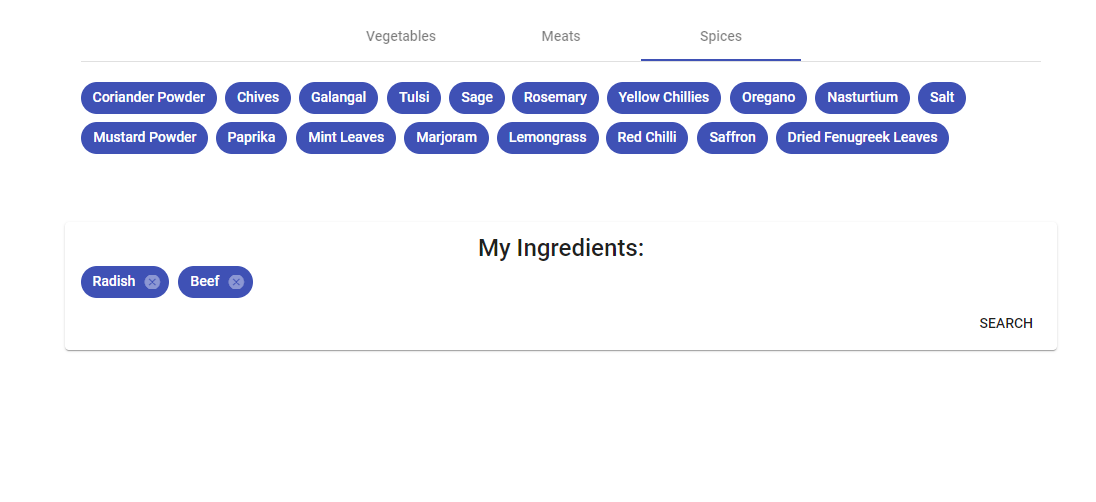 Vegetables Meats Spices
Coriander Powder Chives Galangal Tulsi Sage Rosemary Yellow Chillies Oregano Nasturtium Salt
Mustard Powder Paprika Mint Leaves Marjoram Lemongrass Red Chilli Saffron Dried Fenugreek Leaves
My Ingredients:
Radish Beef
SEARCH